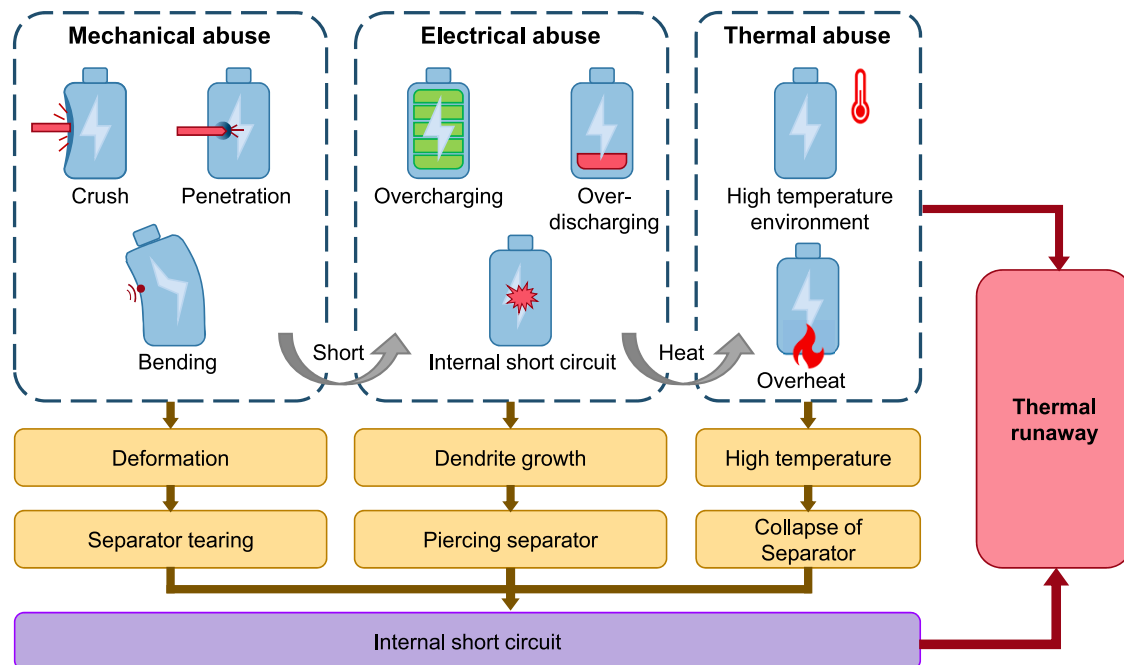 Mechanical abuse
Electrical abuse
Thermal abuse
Crush
Penetration
Overcharging
Over-
discharging
High temperature
environment
Bending
Short
Internal short circuit
Heat
Overheat
Thermal
runaway
Deformation
Dendrite growth
High temperature
Separator tearing
Piercing separator
Collapse of
Separator
Internal short circuit